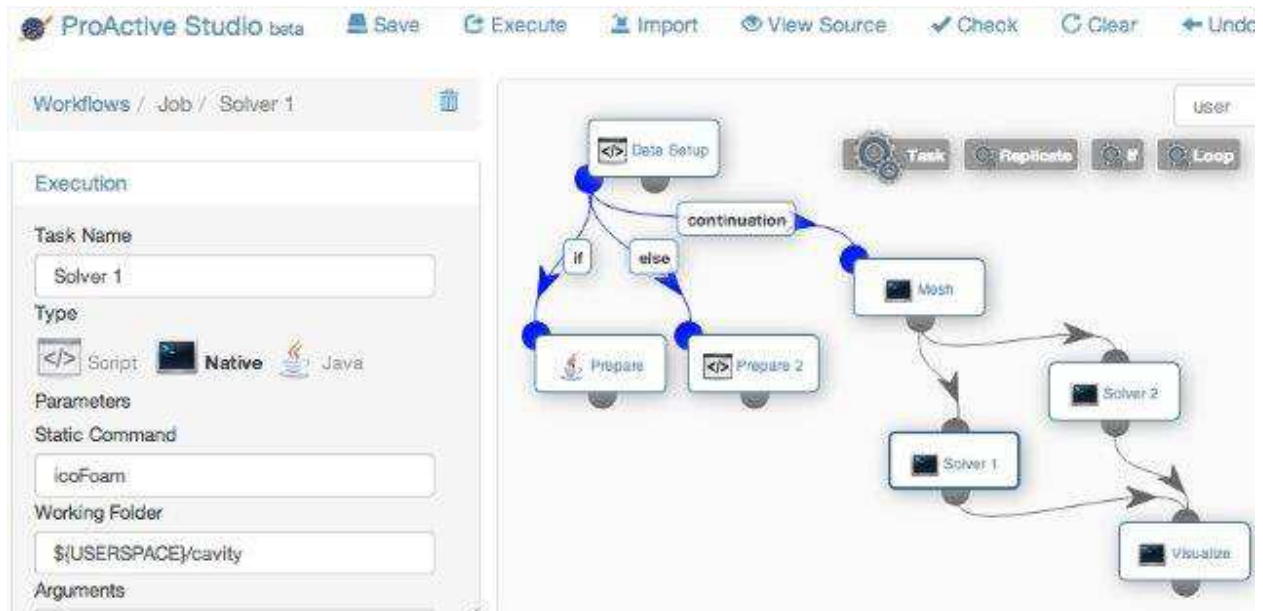 ProActive Studio beta Save Execute Import View Source Check Clear Undo
Workflows / Job / Solver 1
user
Data Setup
Task Replicate If Loop
Execution
continuation
Task Name
if else
Solver 1
Mesh
Type
Script Native Java
Prepare Prepare 2
Parameters
Solver 2
Static Command
icoFoam
Solver 1
Working Folder
${USERSPACE}/cavity
Visualize
Arguments